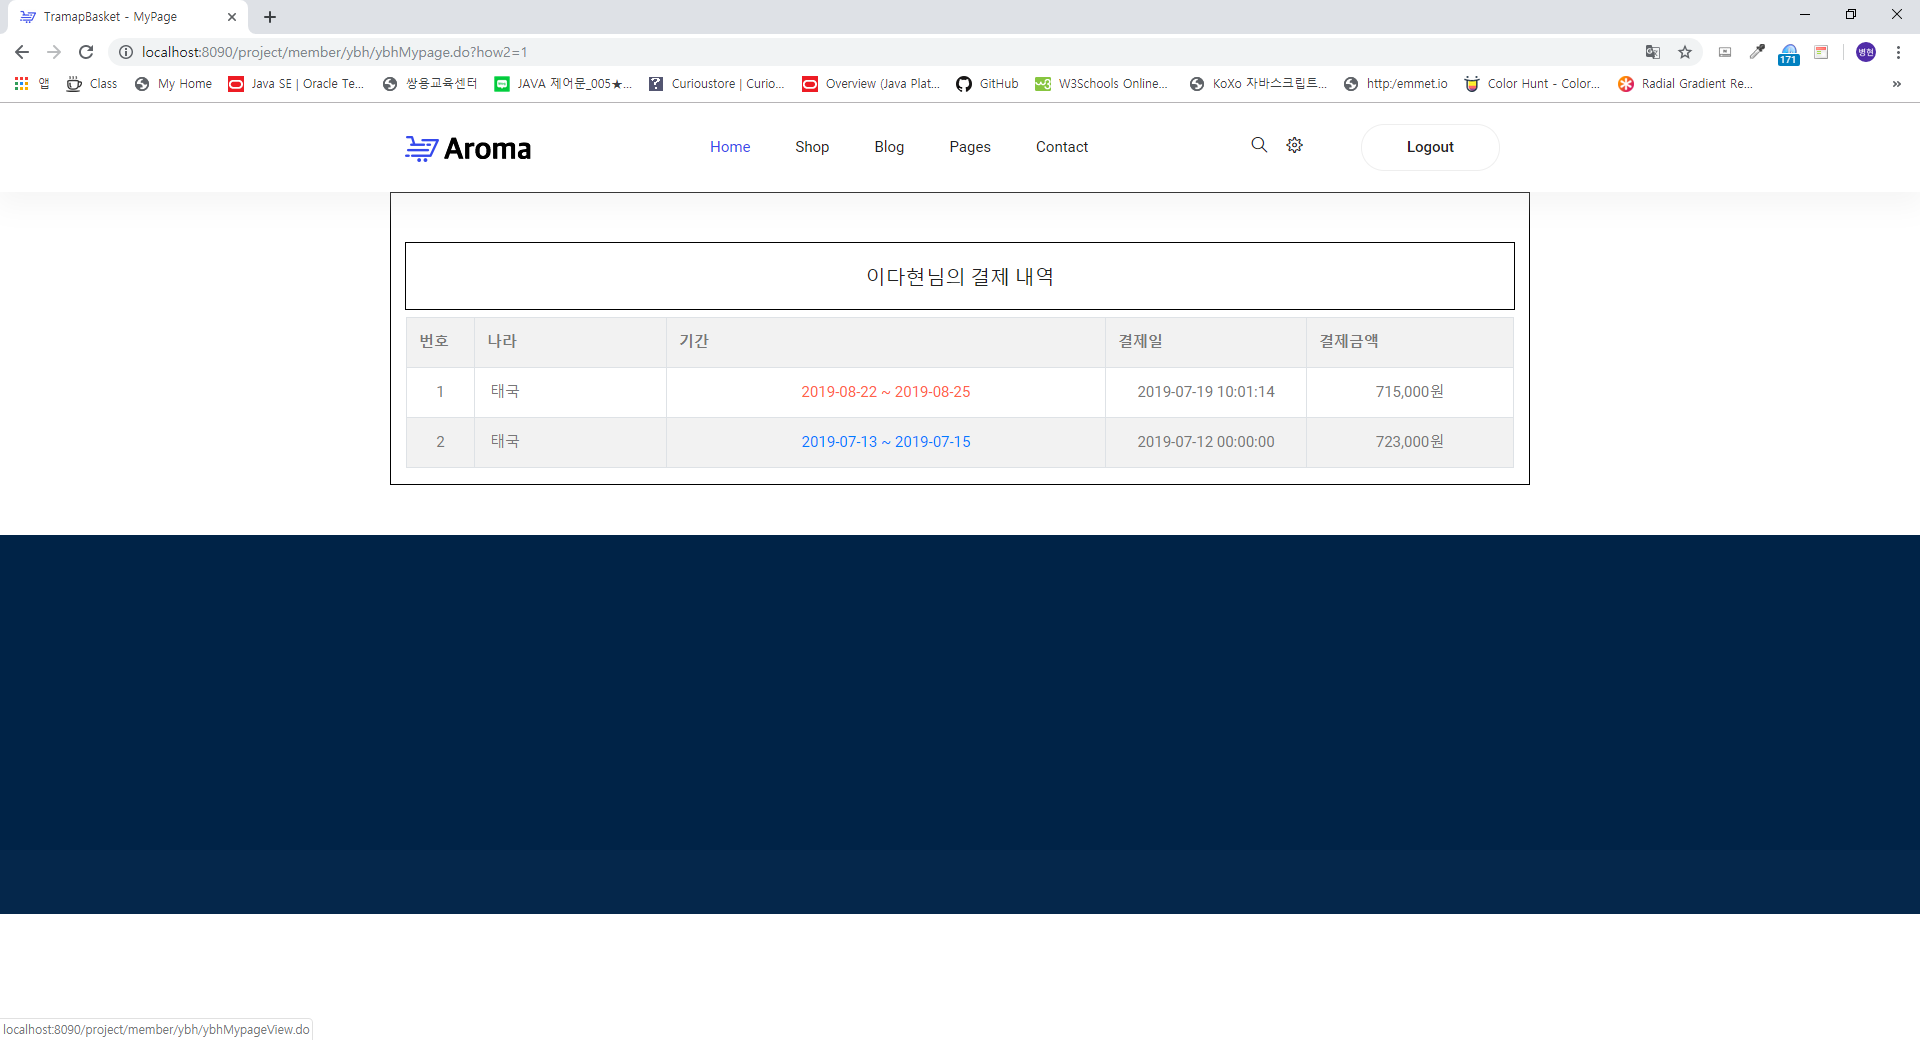 TramapBasket - MyPage
localhost:8090/project/member/ybh/ybhMypage.do?how2=1
171
병현
앱 Class My Home Java SE | Oracle Te... 쌍용교육센터 JAVA 제어문_005★... Curioustore | Curio... Overview (Java Plat... GitHub W3Schools Online... KoXo 자바스크립트... http:/emmet.io Color Hunt - Color... Radial Gradient Re... »
Aroma Home Shop Blog Pages Contact Logout
이다현님의 결제 내역
번호 나라 기간 결제일 결제금액
1 태국 2019-08-22 ~ 2019-08-25 2019-07-19 10:01:14 715,000원
2 태국 2019-07-13 ~ 2019-07-15 2019-07-12 00:00:00 723,000원
localhost:8090/project/member/ybh/ybhMypageView.do